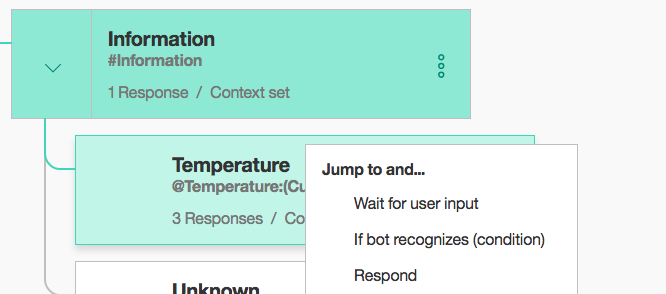 Information
#Information
1 Response / Context set
Temperature
@Temperature:(Cu
3 Responses / Co
Jump to and...
Wait for user input
If bot recognizes (condition)
Respond
Unknown